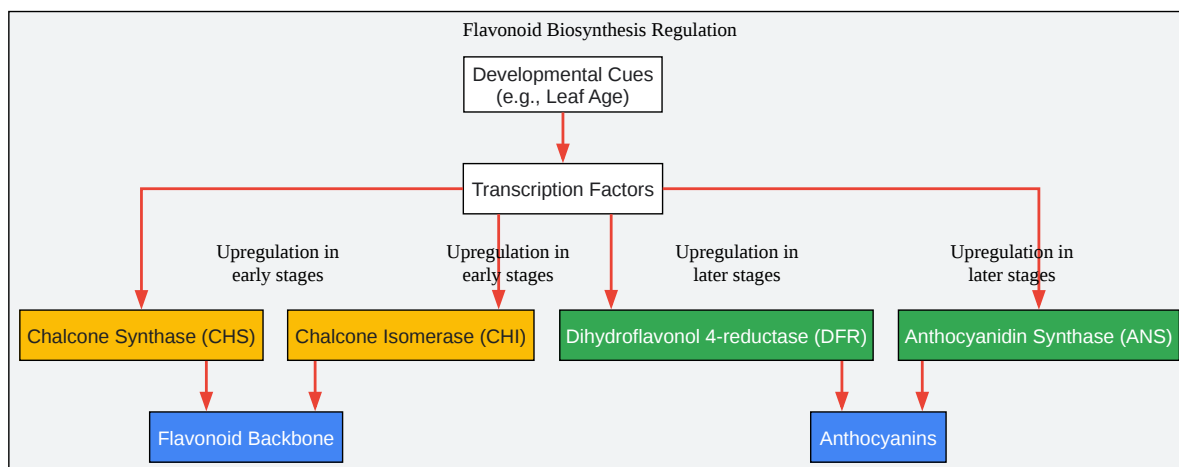 Flavonoid Biosynthesis Regulation
Developmental Cues
(e.g., Leaf Age)
Transcription Factors
Upregulation in
early stages
Upregulation in
early stages
Upregulation in
later stages
Upregulation in
later stages
Chalcone Synthase (CHS)
Chalcone Isomerase (CHI)
Dihydroflavonol 4-reductase (DFR)
Anthocyanidin Synthase (ANS)
Flavonoid Backbone
Anthocyanins